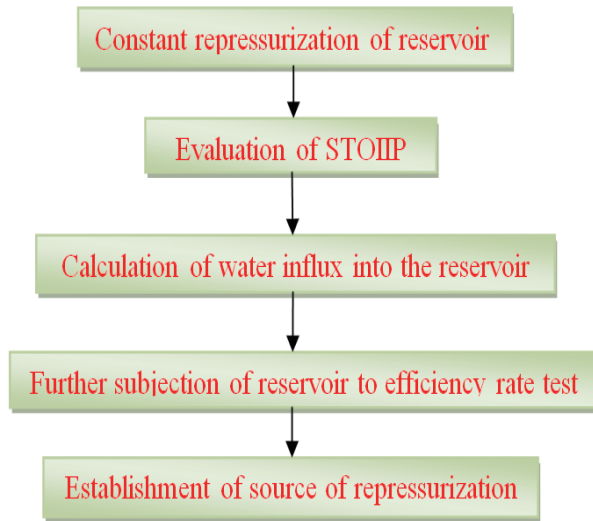 Constant repressurization of reservoir
Evaluation of STOIIP
Calculation of water influx into the reservoir
Further subjection of reservoir to efficiency rate test
Establishment of source of repressurization